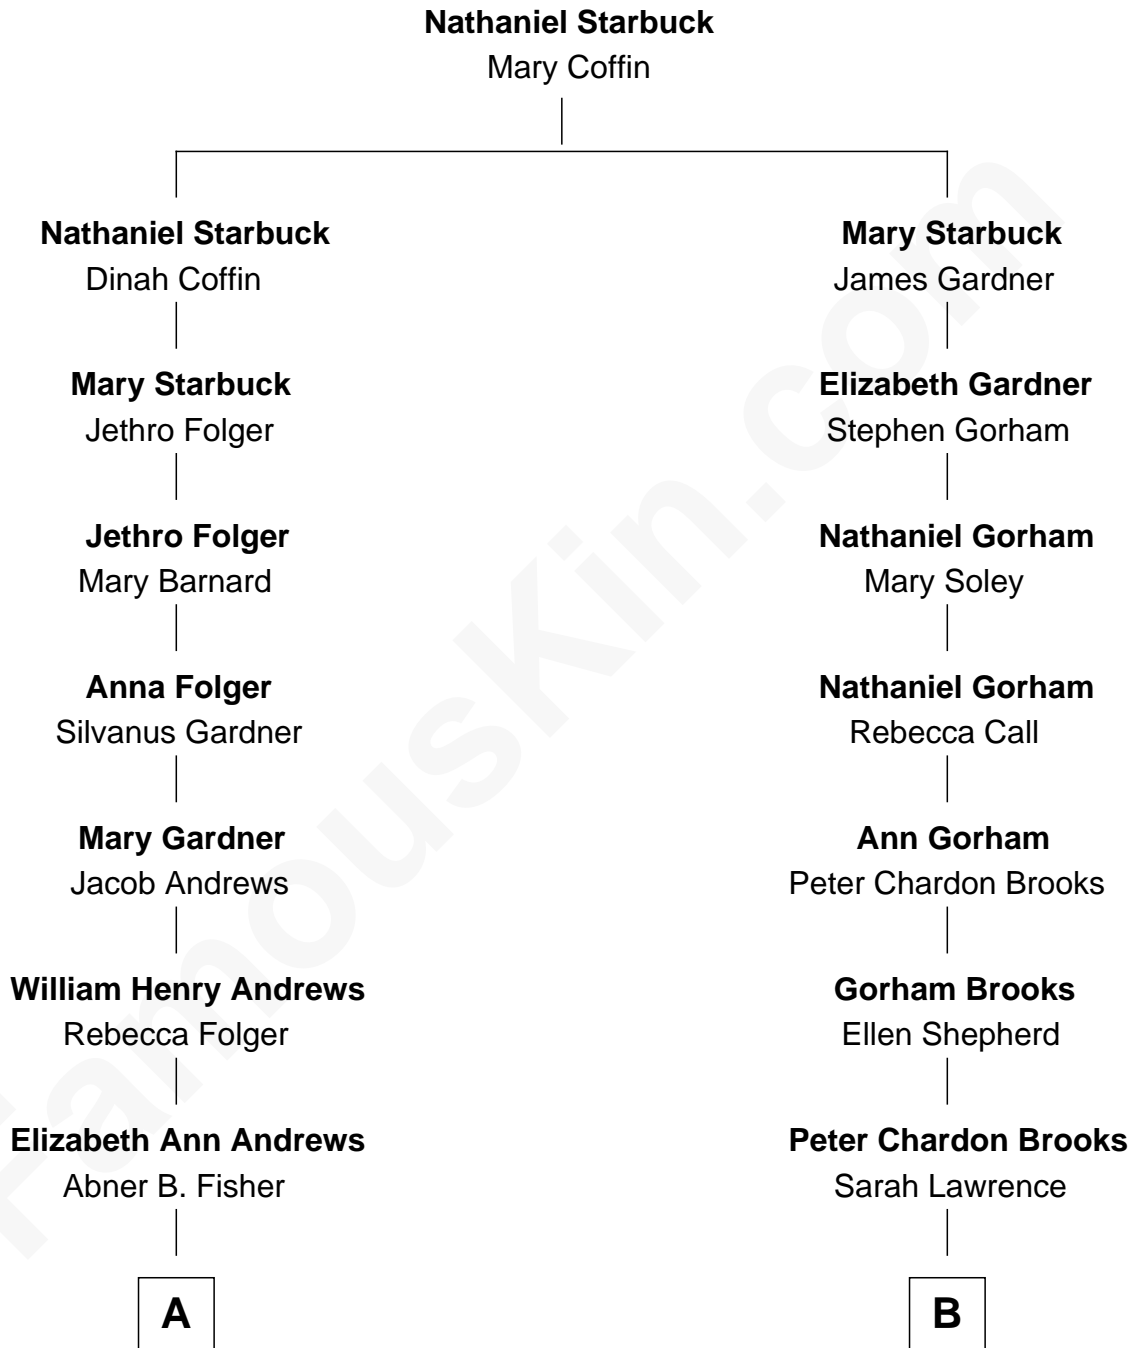 Nathaniel Starbuck
Mary Coffin
Nathaniel Starbuck
Dinah Coffin
Mary Starbuck
James Gardner
Mary Starbuck
Jethro Folger
Elizabeth Gardner
Stephen Gorham
Jethro Folger
Mary Barnard
Nathaniel Gorham
Mary Soley
Anna Folger
Silvanus Gardner
Nathaniel Gorham
Rebecca Call
Mary Gardner
Jacob Andrews
Ann Gorham
Peter Chardon Brooks
William Henry Andrews
Rebecca Folger
Gorham Brooks
Ellen Shepherd
Elizabeth Ann Andrews
Abner B. Fisher
Peter Chardon Brooks
Sarah Lawrence
A
B
FamousKin.com